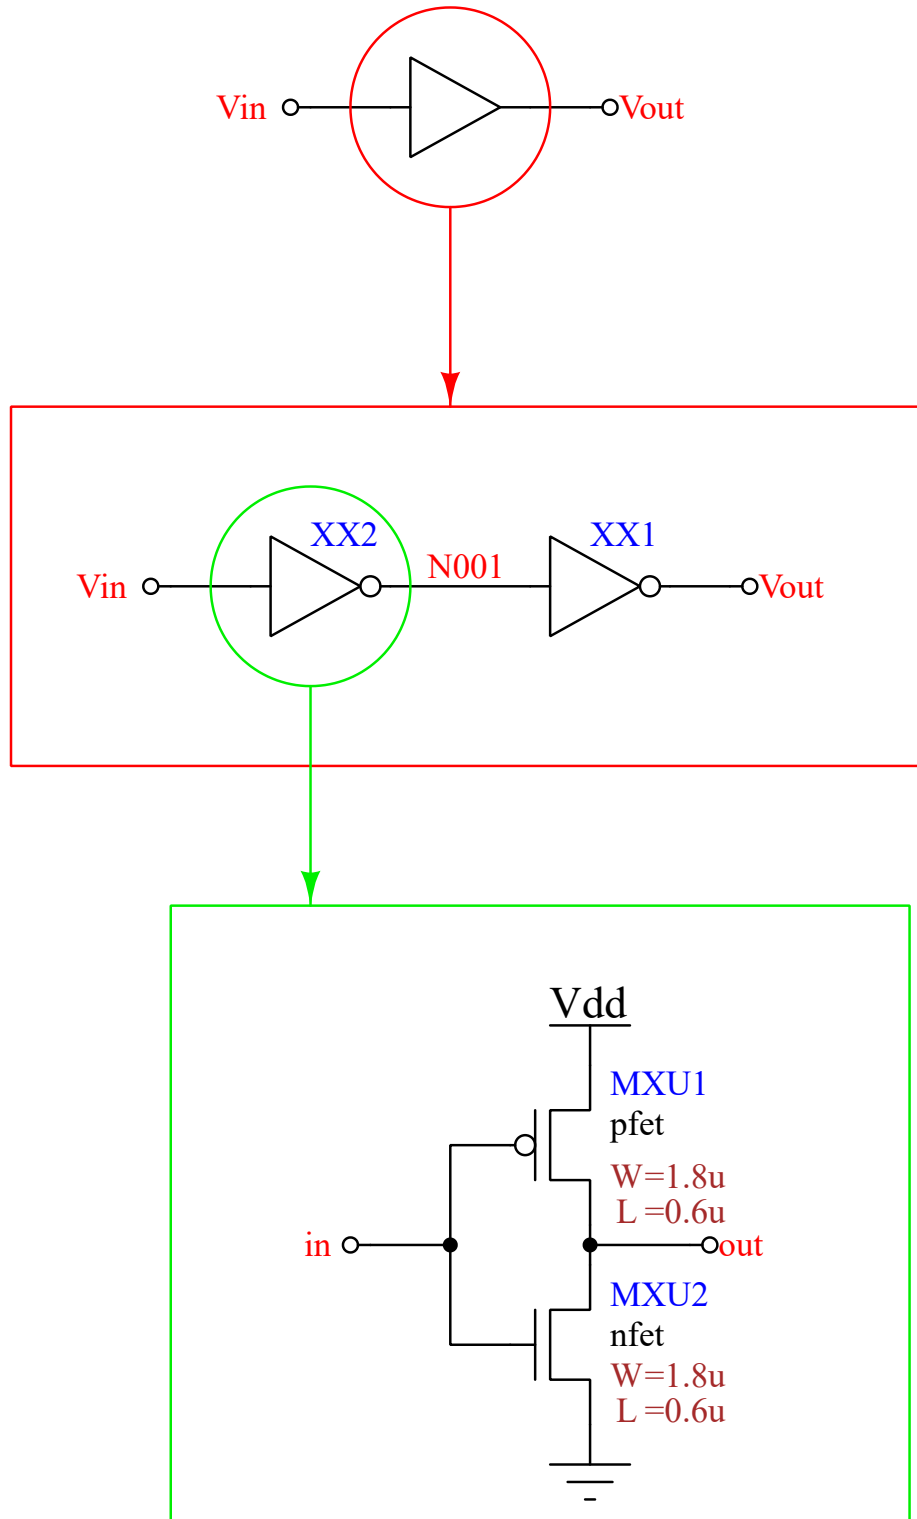 Vin
Vout
XX2
XX1
Vin
N001
Vout
Vdd
MXU1
pfet
W=1.8u
L =0.6u
in
out
MXU2
nfet
W=1.8u
L =0.6u